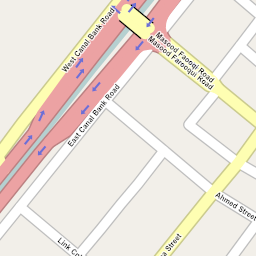 West Canal Bank Road
Masood Faooqi Road
Masood Farooqui Road
East Canal Bank Road
Ahmed Street
Street
Link